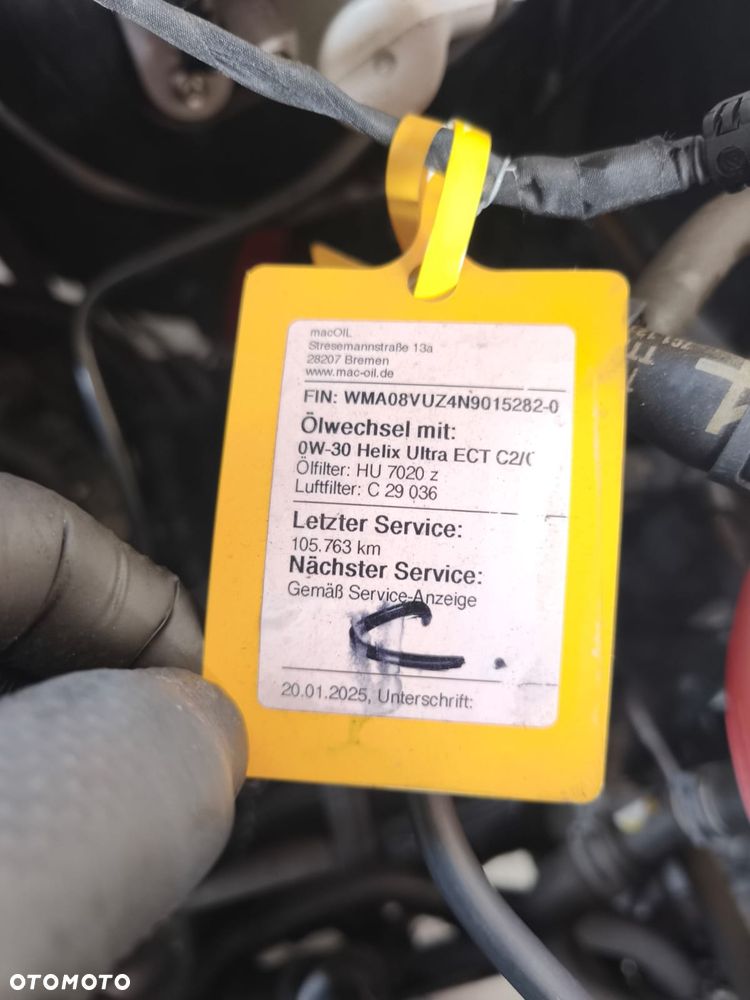 macOIL
Stresemannstraße 13a
28207 Bremen
www.mac-oil.de
FIN: WMA08VUZ4N9015282-0
Ölwechsel mit:
0W-30 Helix Ultra ECT C2/
Ölfilter: HU 7020 z
Luftfilter: C 29 036
Letzter Service:
105.763 km
Nächster Service:
Gemäß Service-Anzeige
20.01.2025, Unterschrift:
OTOMOTO